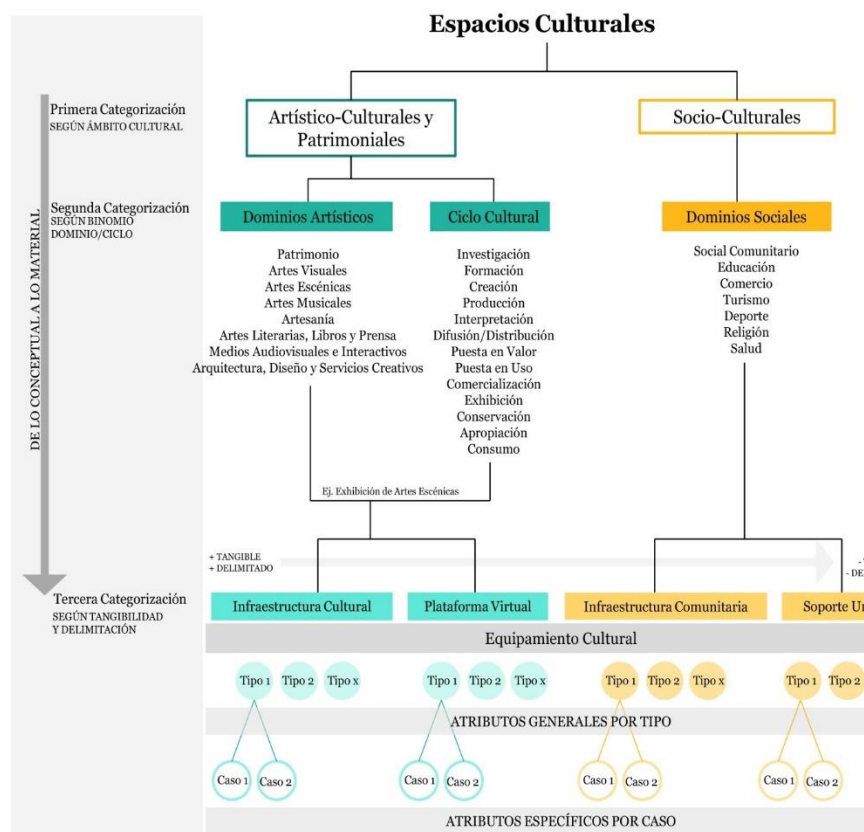 Espacios Culturales
Primera Categorización
SEGÚN ÁMBITO CULTURAL
Artístico-Culturales y
Patrimoniales
Socio-Culturales
DE LO CONCEPTUAL A LO MATERIAL
Segunda Categorización
SEGÚN BINOMIO
DOMINIO/CICLO
Dominios Artísticos
Patrimonio
Artes Visuales
Artes Escénicas
Artes Musicales
Artesanía
Artes Literarias, Libros y Prensa
Medios Audiovisuales e Interactivos
Arquitectura, Diseño y Servicios Creativos
Ciclo Cultural
Investigación
Formación
Creación
Producción
Interpretación
Difusión/Distribución
Puesta en Valor
Puesta en Uso
Comercialización
Exhibición
Conservación
Apropiación
Consumo
Dominios Sociales
Social Comunitario
Educación
Comercio
Turismo
Deporte
Religión
Salud
Ej. Exhibición de Artes Escénicas
+ TANGIBLE
+ DELIMITADO
- DE
Tercera Categorización
SEGÚN TANGIBILIDAD
Y DELIMITACIÓN
Infraestructura Cultural
Plataforma Virtual
Infraestructura Comunitaria
Soporte Ur
Equipamiento Cultural
Tipo 1 Tipo 2 Tipo x
Tipo 1 Tipo 2 Tipo x
Tipo 1 Tipo 2 Tipo x
Tipo 1 Tipo 2
ATRIBUTOS GENERALES POR TIPO
Caso 1 Caso 2
Caso 1 Caso 2
Caso 1 Caso 2
Caso 1 Caso 2
ATRIBUTOS ESPECÍFICOS POR CASO